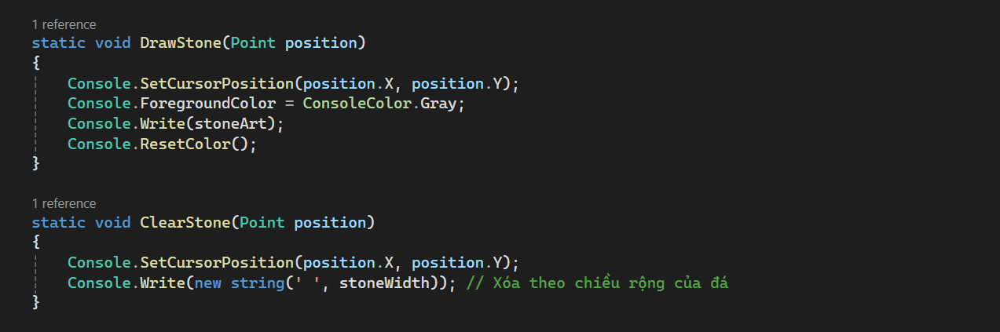 1 reference
static void DrawStone(Point position)
{
    Console.SetCursorPosition(position.X, position.Y);
    Console.ForegroundColor = ConsoleColor.Gray;
    Console.Write(stoneArt);
    Console.ResetColor();
}
1 reference
static void ClearStone(Point position)
{
    Console.SetCursorPosition(position.X, position.Y);
    Console.Write(new string(' ', stoneWidth)); // Xóa theo chiều rộng của đá
}